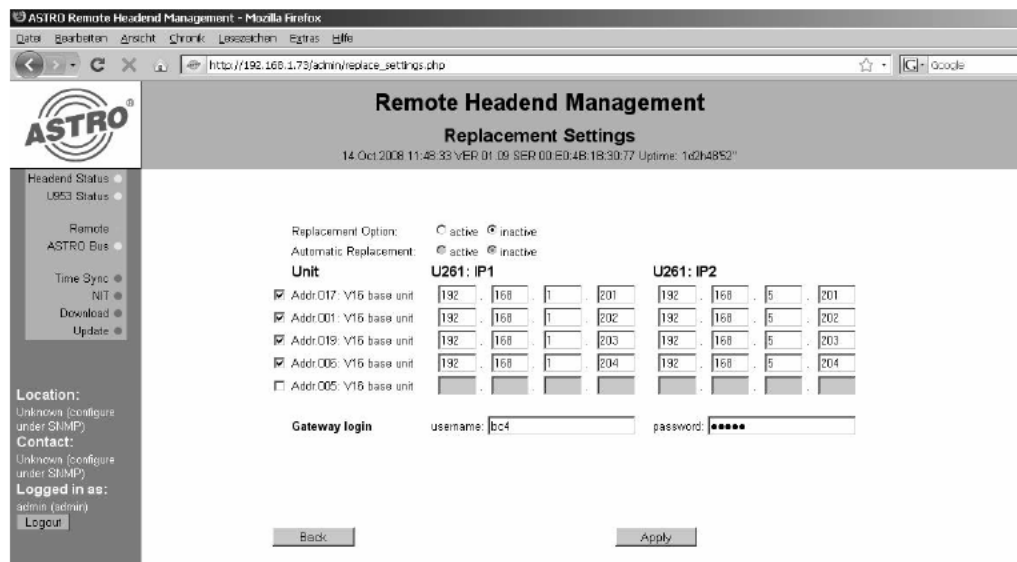 ASTRO Remote Headend Management - Mozilla Firefox
Datei Bearbeiten Ansicht Chronik Lesezeichen Extras Hilfe
http://192.168.1.73/admin/replace_settings.php G Google
ASTRO ®
Remote Headend Management
Replacement Settings
14 Oct 2008 11:48:33 VER 01.09 SER 00:E0:4B:1B:30:77 Uptime: 1d2h48'52"
Headend Status
U953 Status
Remote
ASTRO Bus
Time Sync
NIT
Download
Update
Location:
Unknown (configure
under SNMP)
Contact:
Unknown (configure
under SNMP)
Logged in as:
admin (admin)
Logout
Replacement Option: active inactive
Automatic Replacement: active inactive
Unit U261: IP1 U261: IP2
Addr.017: V16 base unit 192 . 168 . 1 . 201 192 . 168 . 5 . 201
Addr.001: V16 base unit 192 . 168 . 1 . 202 192 . 168 . 5 . 202
Addr.019: V16 base unit 192 . 168 . 1 . 203 192 . 168 . 5 . 203
Addr.006: V16 base unit 192 . 168 . 1 . 204 192 . 168 . 5 . 204
Addr.005: V16 base unit . . . . . .
Gateway login username: bc4 password: ●●●●●
Back Apply